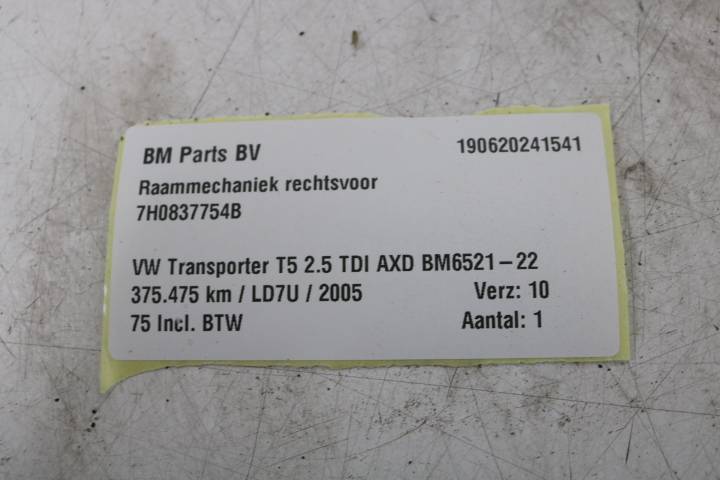 BM Parts BV 190620241541
Raammechaniek rechtsvoor
7H0837754B
VW Transporter T5 2.5 TDI AXD BM6521-22
375.475 km / LD7U / 2005 Verz: 10
75 Incl. BTW Aantal: 1